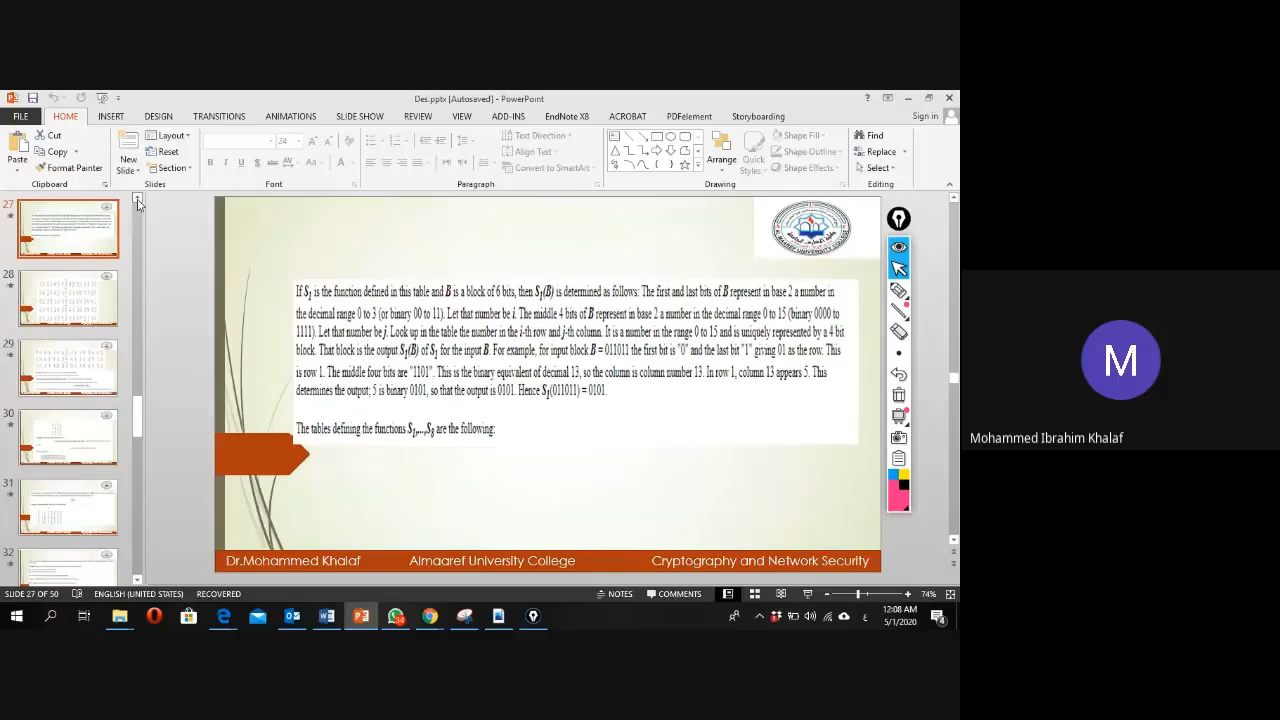 Des.pptx [Autosaved] - PowerPoint
FILE HOME INSERT DESIGN TRANSITIONS ANIMATIONS SLIDE SHOW REVIEW VIEW ADD-INS EndNote X8 ACROBAT PDFelement Storyboarding Sign in
Paste Cut Copy Format Painter
New Slide Layout Reset Section
24
Text Direction Align Text Convert to SmartArt
Arrange Quick Styles Shape Fill Shape Outline Shape Effects
Find Replace Select
Clipboard Slides Font Paragraph Drawing Editing
27
28
29
30
31
32
If S1 is the function defined in this table and B is a block of 6 bits, then S1(B) is determined as follows: The first and last bits of B represent in base 2 a number in
the decimal range 0 to 3 (or binary 00 to 11). Let that number be i. The middle 4 bits of B represent in base 2 a number in the decimal range 0 to 15 (binary 0000 to
1111). Let that number be j. Look up in the table the number in the i-th row and j-th column. It is a number in the range 0 to 15 and is uniquely represented by a 4 bit
block. That block is the output S1(B) of S1 for the input B. For example, for input block B = 011011 the first bit is "0" and the last bit "1" giving 01 as the row. This
is row 1. The middle four bits are "1101". This is the binary equivalent of decimal 13, so the column is column number 13. In row 1, column 13 appears 5. This
determines the output; 5 is binary 0101, so that the output is 0101. Hence S1(011011) = 0101.
The tables defining the functions S1,...,S8 are the following:
Dr.Mohammed Khalaf Almaaref University College Cryptography and Network Security
SLIDE 27 OF 50 ENGLISH (UNITED STATES) RECOVERED NOTES COMMENTS 74%
34
ع
12:08 AM
5/1/2020
4
M
Mohammed Ibrahim Khalaf